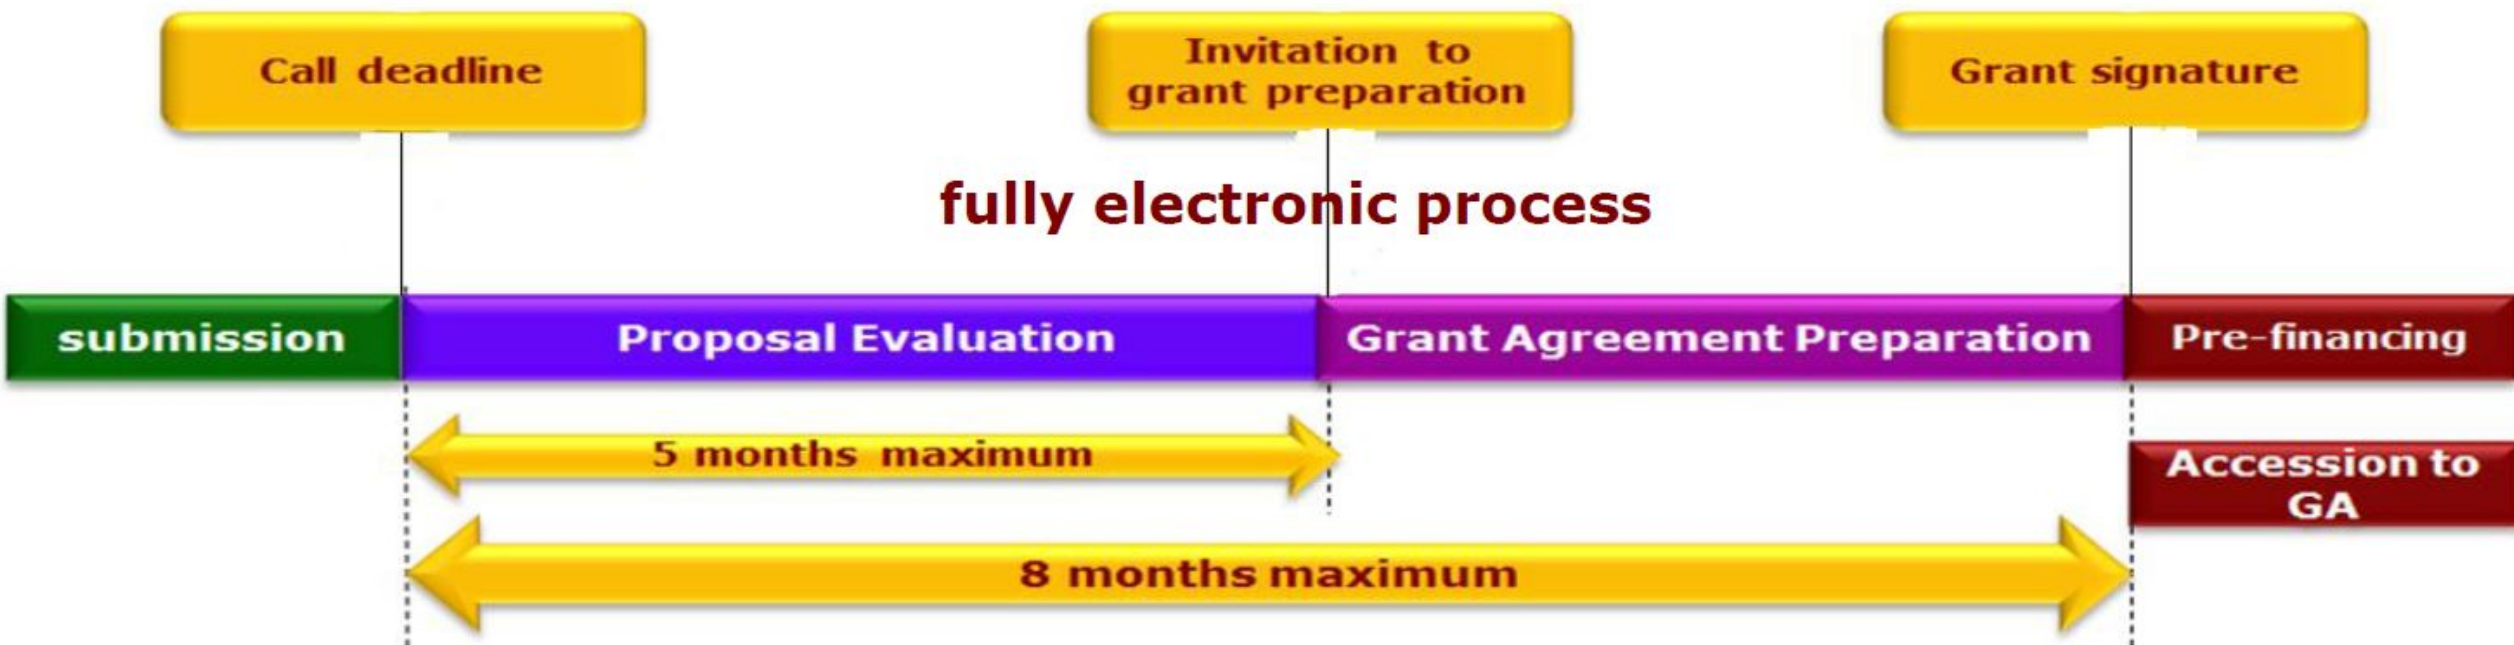 Call deadline
Invitation to
grant preparation
Grant signature
fully electronic process
submission
Proposal Evaluation
Grant Agreement Preparation
Pre-financing
5 months maximum
Accession to
GA
8 months maximum